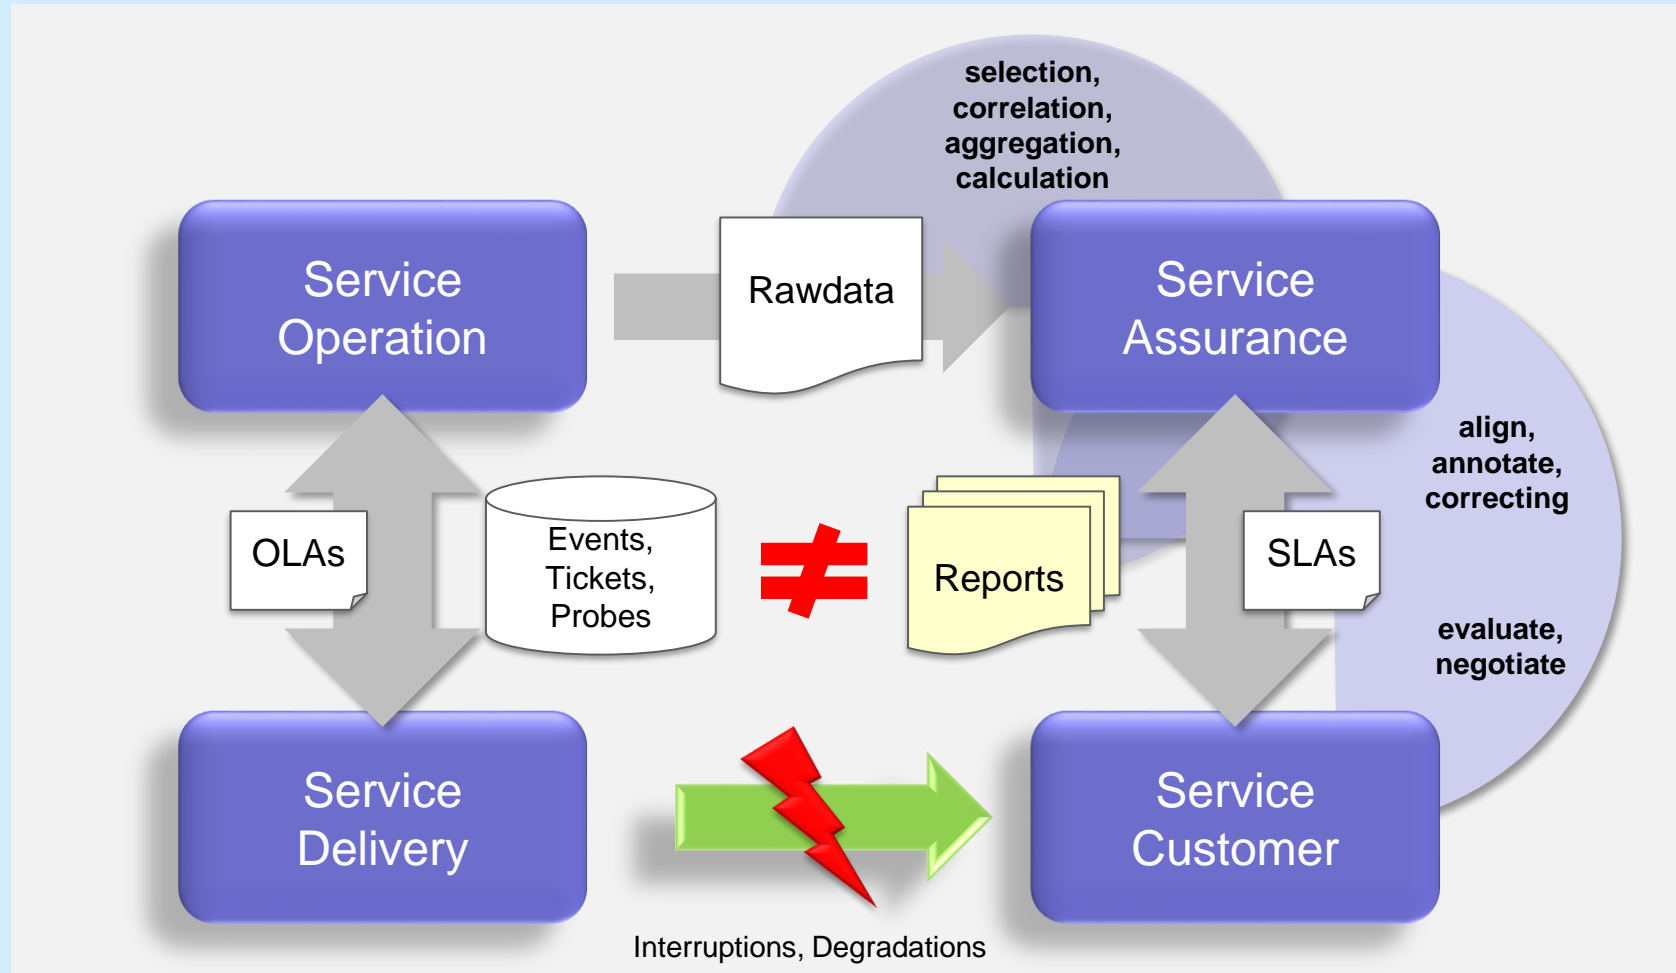 selection,
correlation,
aggregation,
calculation
Service
Operation
Rawdata
Service
Assurance
align,
annotate,
correcting
OLAs
Events,
Tickets,
Probes
Reports
SLAs
evaluate,
negotiate
Service
Delivery
Service
Customer
Interruptions, Degradations